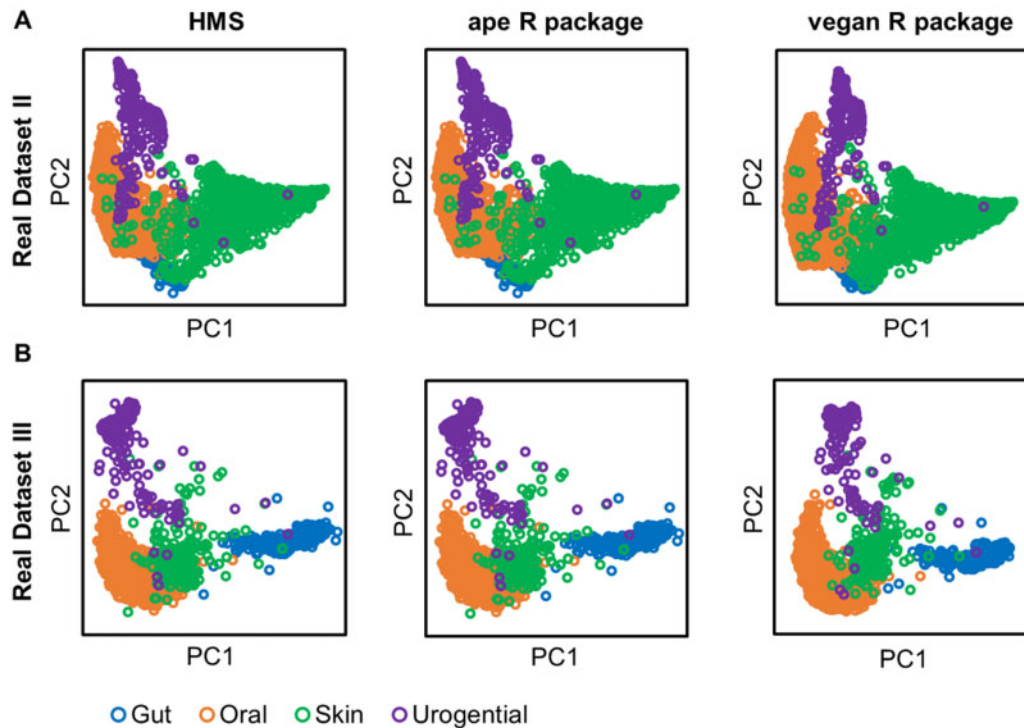 A HMS ape R package vegan R package
Real Dataset II
PC2 PC2 PC2
PC1 PC1 PC1
B
Real Dataset III
PC2 PC2 PC2
PC1 PC1 PC1
Gut Oral Skin Urogential